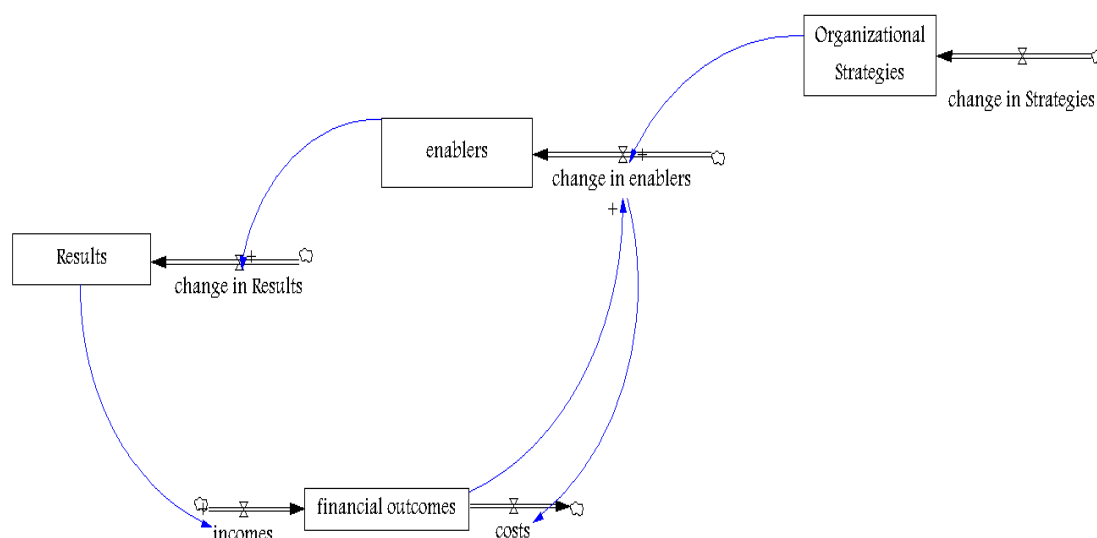 Organizational
Strategies
change in Strategies
enablers
+
change in enablers
+
Results
+
change in Results
+
incomes
financial outcomes
costs